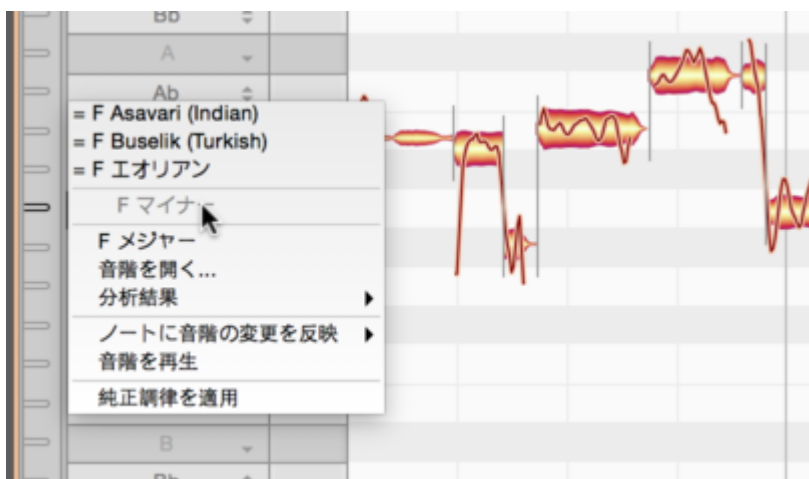 Bb
A
Ab
= F Asavari (Indian)
= F Buselik (Turkish)
= F エオリアン
F マイナー
F メジャー
音階を開く...
分析結果
ノートに音階の変更を反映
音階を再生
純正調律を適用
B
Bb